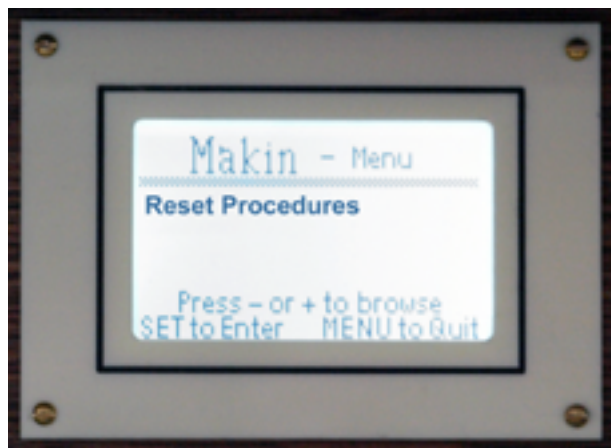 Makin - Menu
Reset Procedures
Press - or + to browse
SET to Enter MENU to Quit